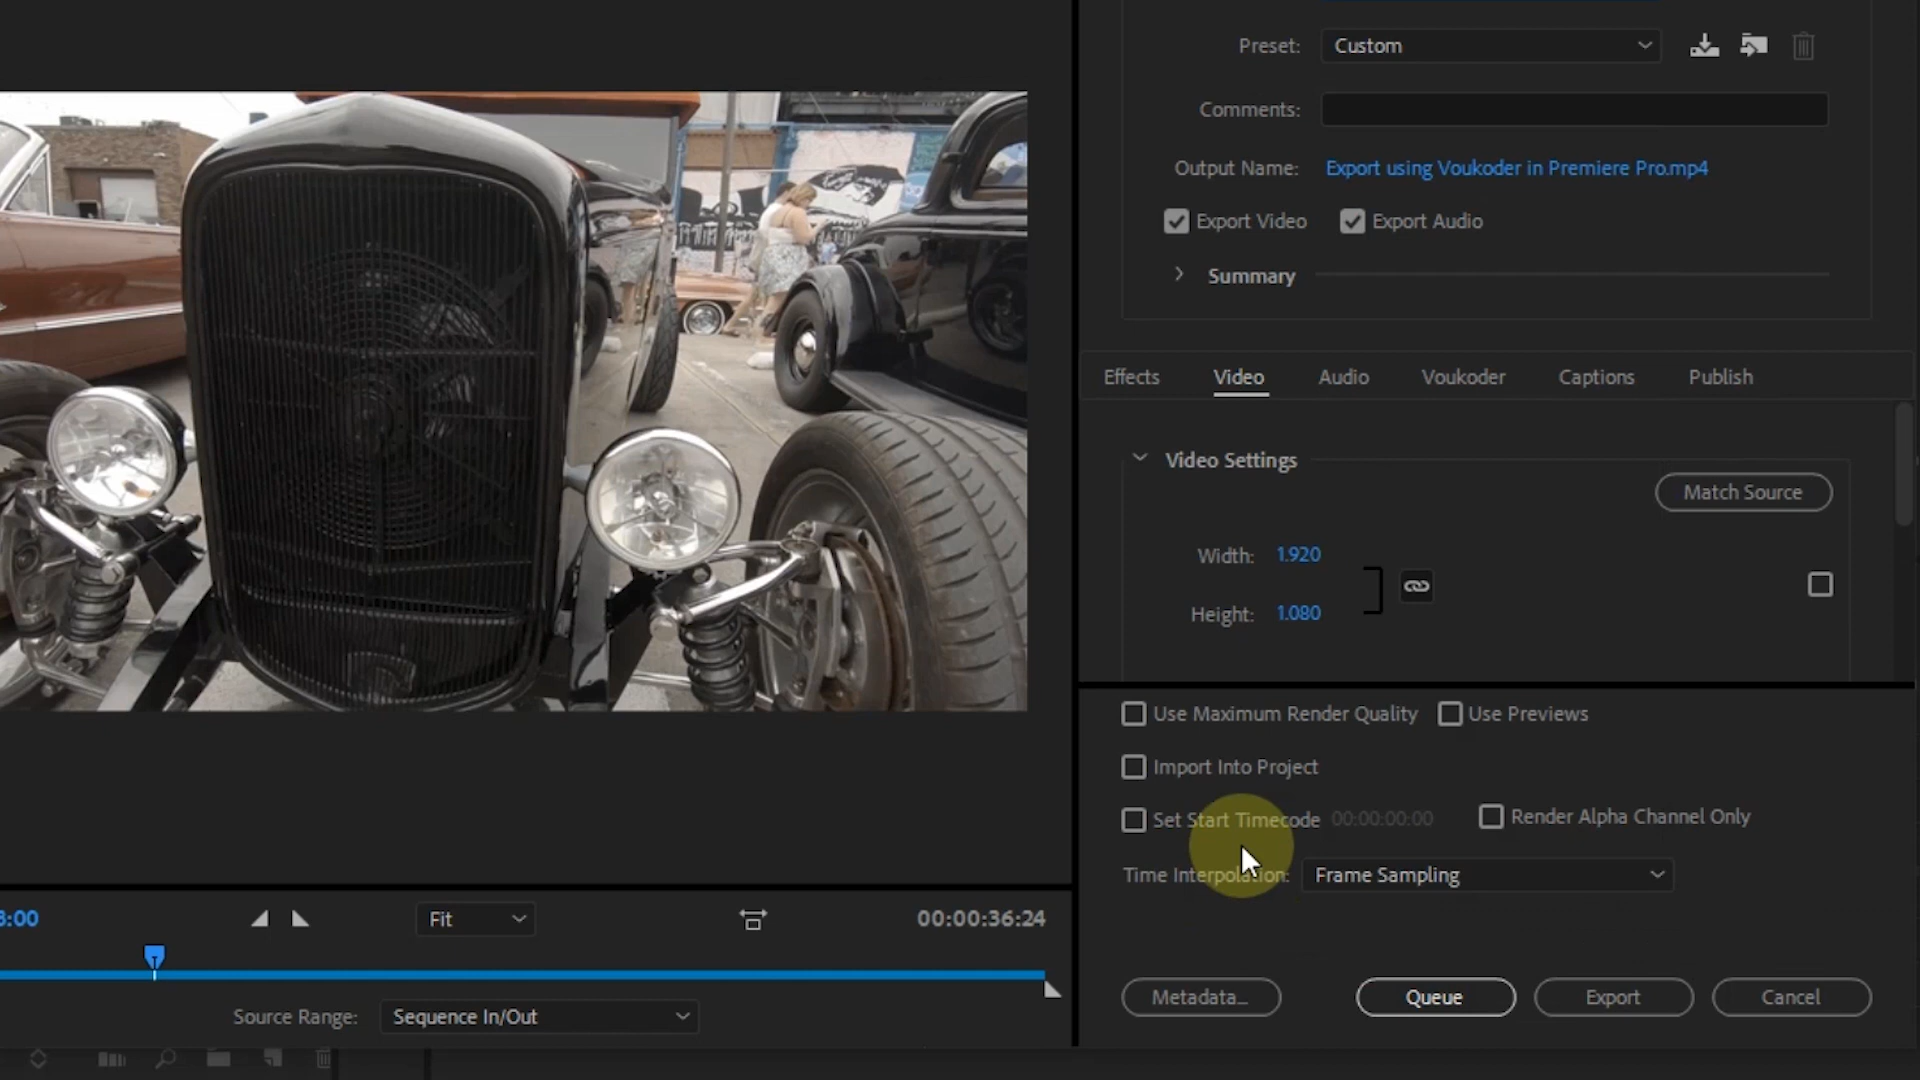 Preset: Custom
Comments:
Output Name: Export using Voukoder in Premiere Pro.mp4
Export Video Export Audio
Summary
Effects Video Audio Voukoder Captions Publish
Video Settings
Match Source
Width: 1.920
Height: 1.080
Use Maximum Render Quality Use Previews
Import Into Project
Set Start Timecode 00:00:00:00 Render Alpha Channel Only
Time Interpolation: Frame Sampling
3:00 Fit 00:00:36:24
Metadata... Queue Export Cancel
Source Range: Sequence In/Out